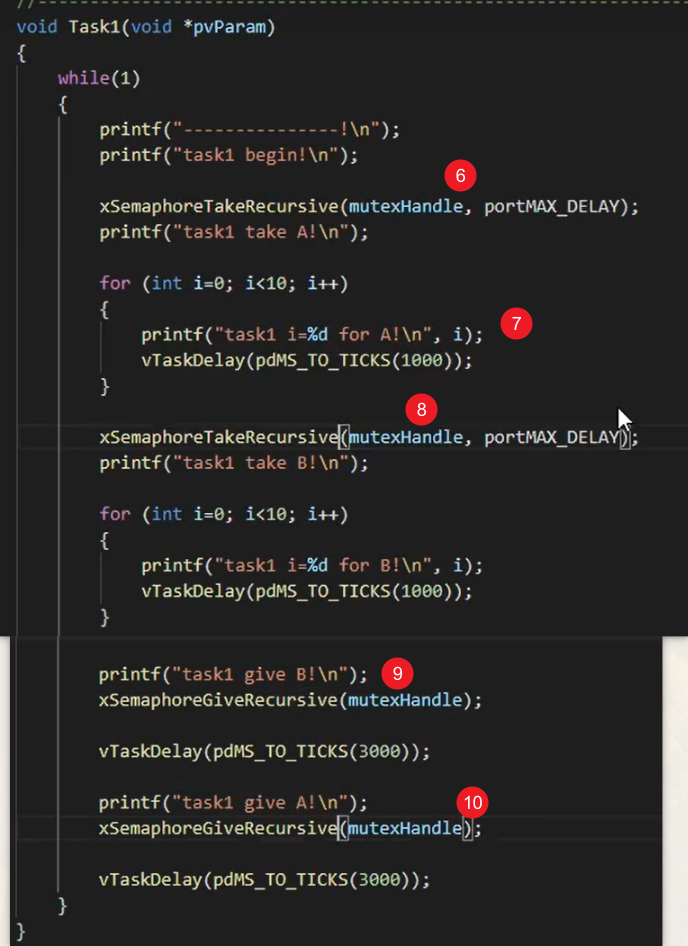 //----------------------------------------------------------------
void Task1(void *pvParam)
{
while(1)
{
printf("---------------!\n");
printf("task1 begin!\n");
6
xSemaphoreTakeRecursive(mutexHandle, portMAX_DELAY);
printf("task1 take A!\n");
for (int i=0; i<10; i++)
{
printf("task1 i=%d for A!\n", i); 7
vTaskDelay(pdMS_TO_TICKS(1000));
}
8
xSemaphoreTakeRecursive(mutexHandle, portMAX_DELAY);
printf("task1 take B!\n");
for (int i=0; i<10; i++)
{
printf("task1 i=%d for B!\n", i);
vTaskDelay(pdMS_TO_TICKS(1000));
}
printf("task1 give B!\n"); 9
xSemaphoreGiveRecursive(mutexHandle);
vTaskDelay(pdMS_TO_TICKS(3000));
printf("task1 give A!\n"); 10
xSemaphoreGiveRecursive(mutexHandle);
vTaskDelay(pdMS_TO_TICKS(3000));
}
}